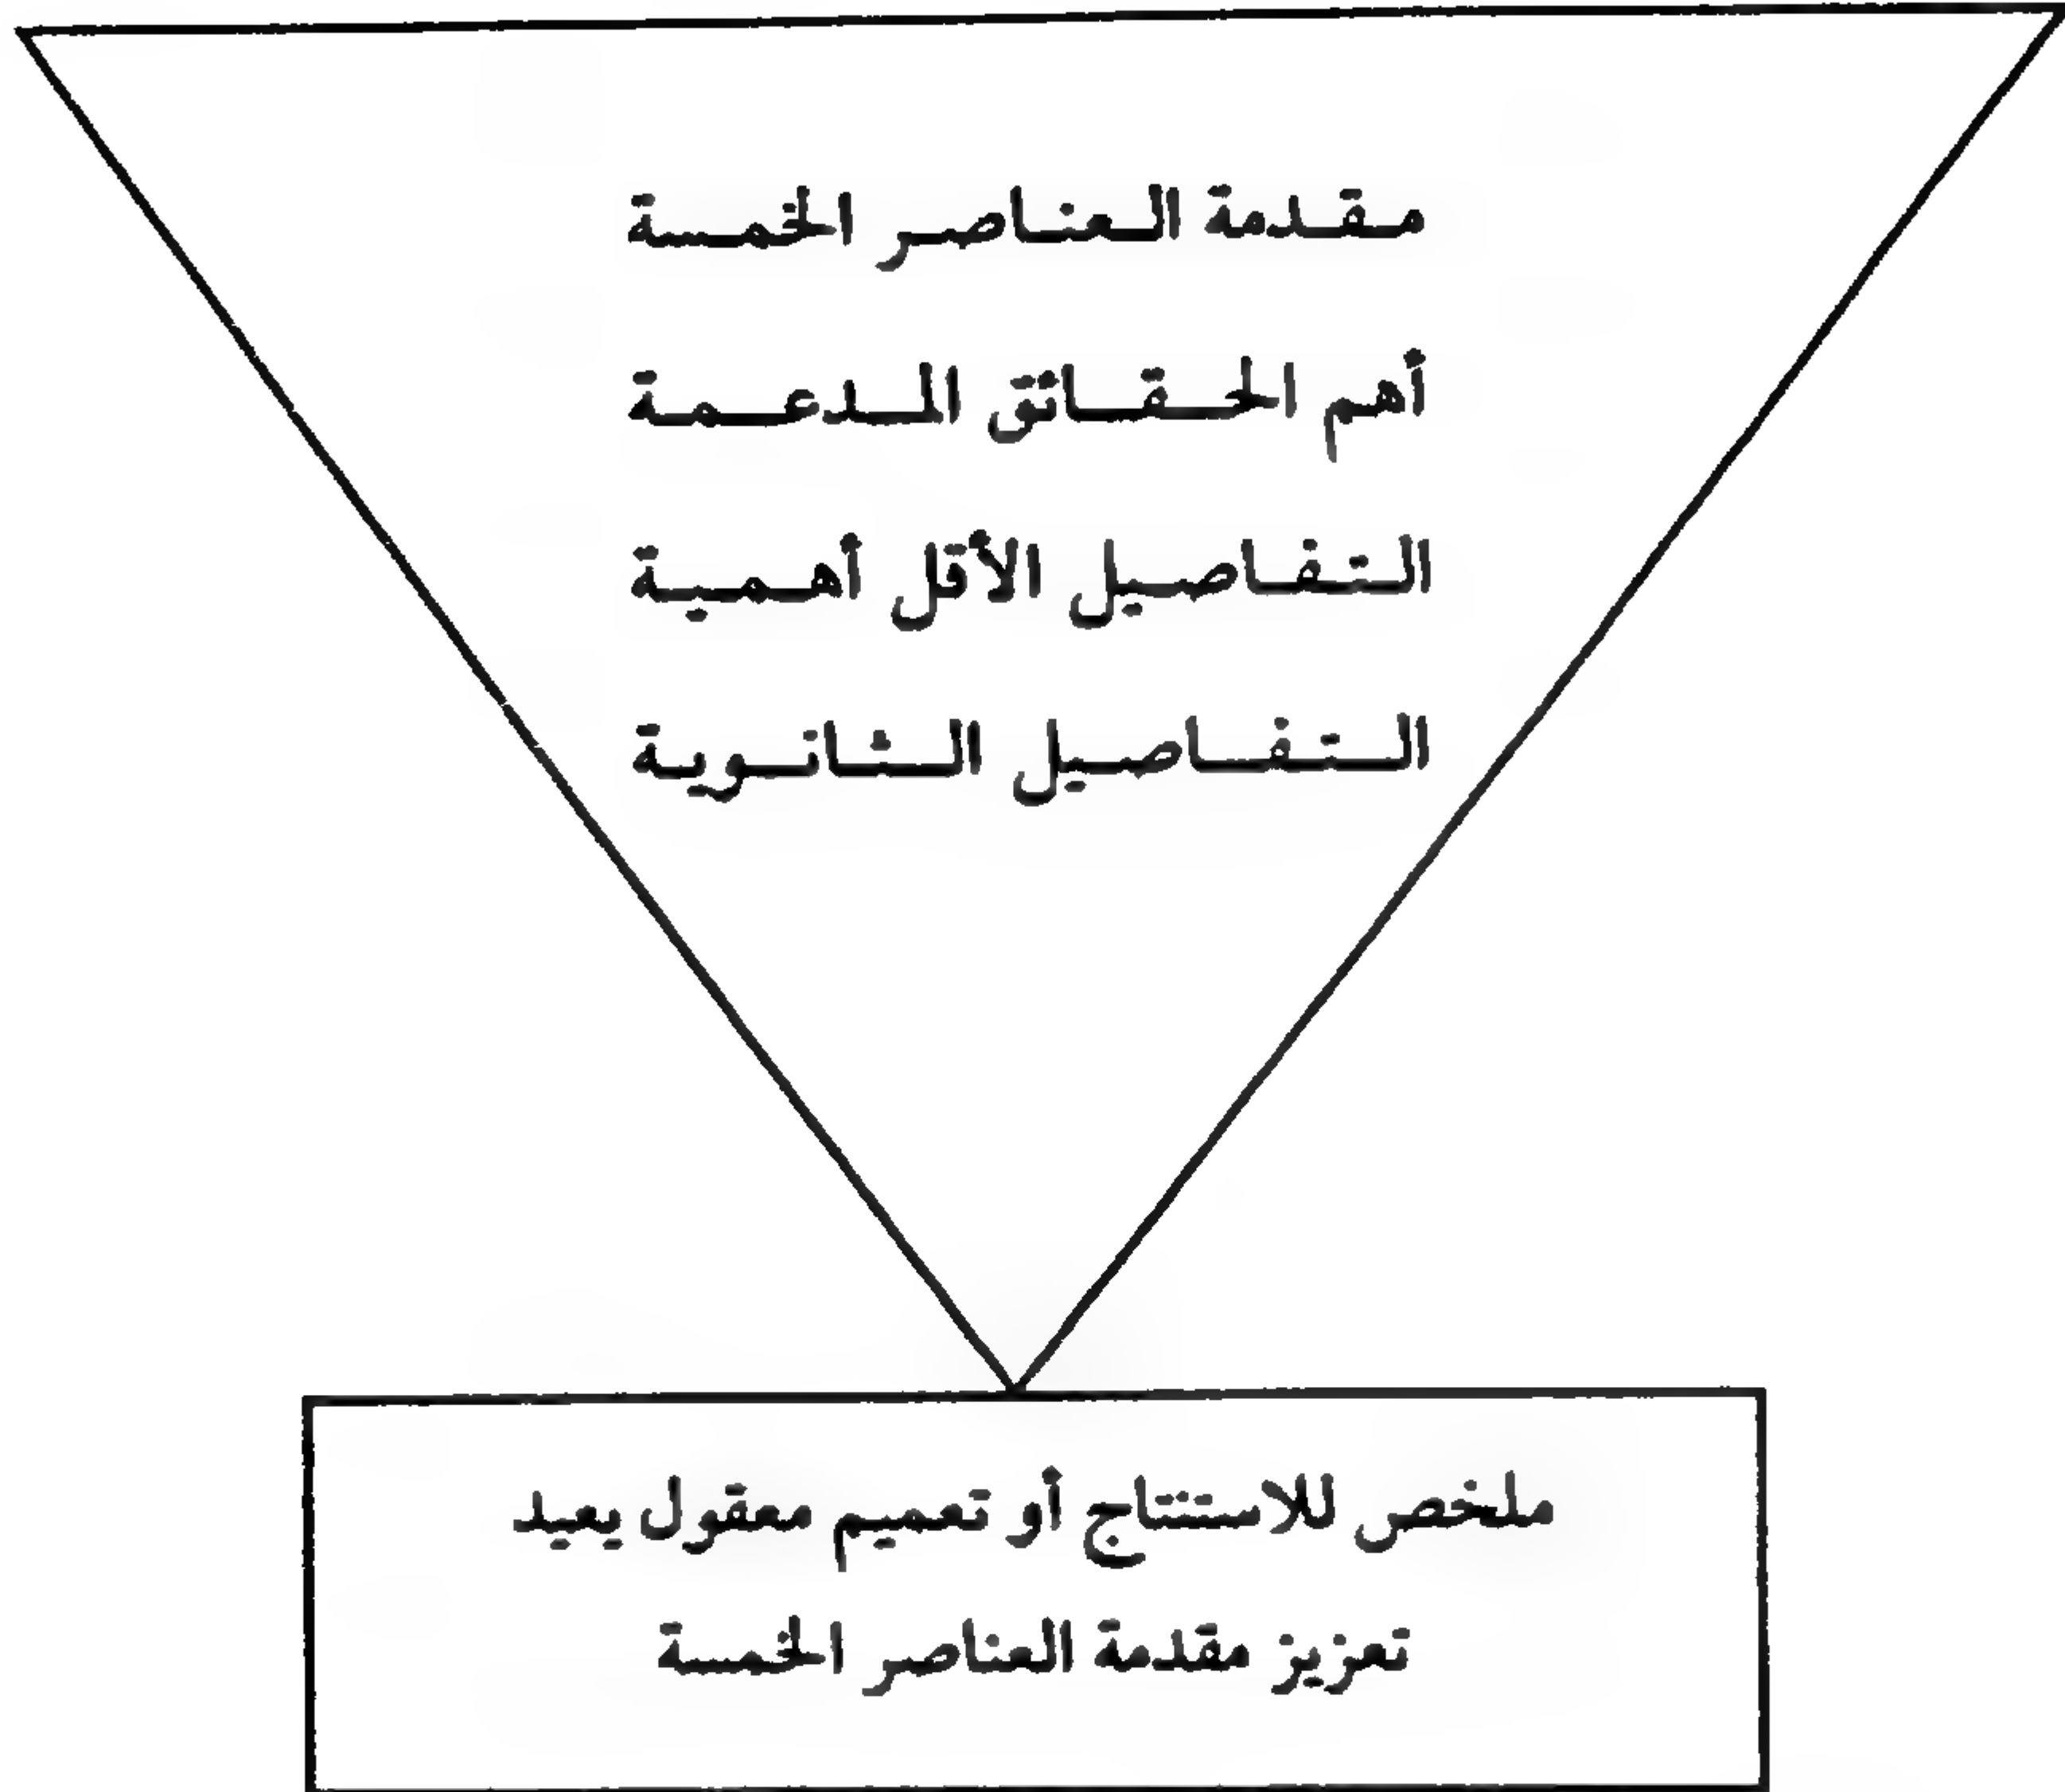 مقدمة العناصر الخمسة
أهم الحقائق المدعمة
التفاصيل الأقل أهمية
التفاصيل الثانوية
ملخص للاستنتاج أو تعميم معقول يعيد
تعزيز مقدمة العناصر الخمسة